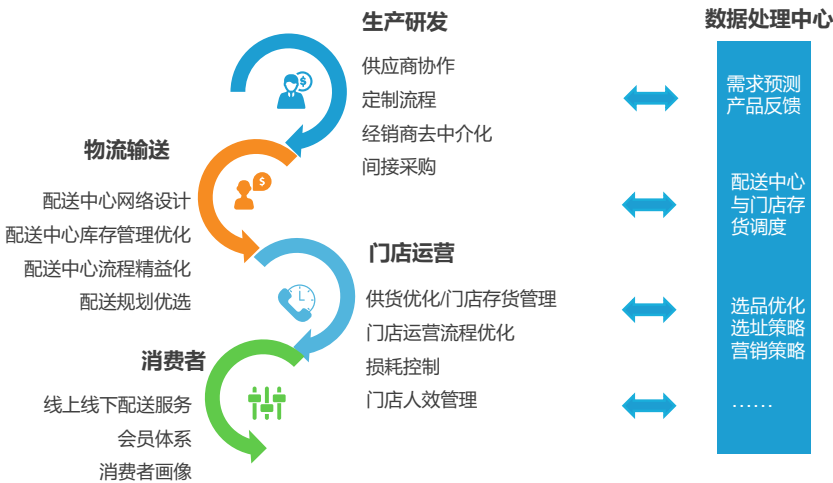 生产研发
供应商协作
定制流程
经销商去中介化
间接采购
物流输送
配送中心网络设计
配送中心库存管理优化
配送中心流程精益化
配送规划优选
门店运营
供货优化/门店存货管理
门店运营流程优化
损耗控制
门店人效管理
消费者
线上线下配送服务
会员体系
消费者画像
数据处理中心
需求预测
产品反馈
配送中心
与门店存
货调度
选品优化
选址策略
营销策略
……
$
$